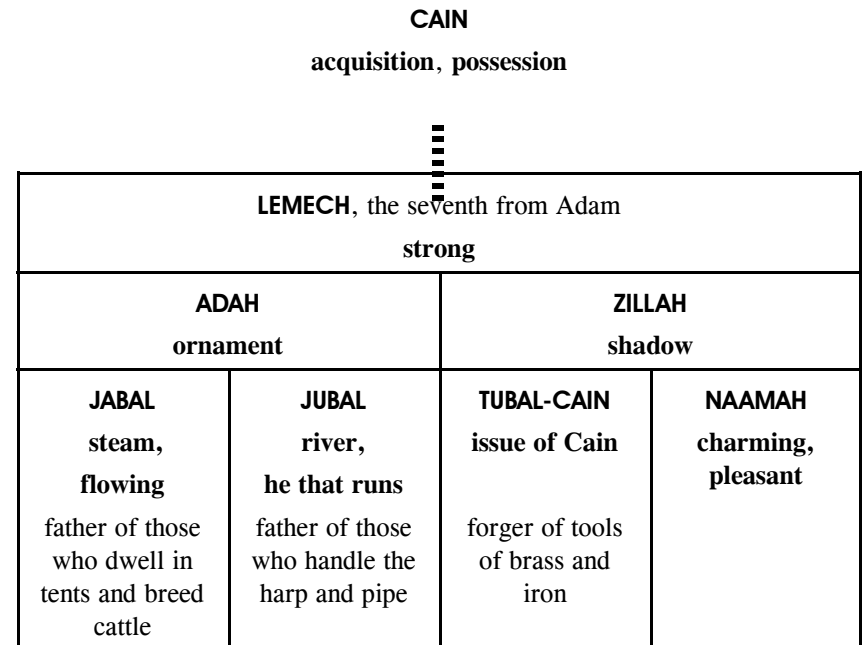 CAIN
acquisition, possession
LEMECH, the seventh from Adam
strong
ADAH
ornament
ZILLAH
shadow
JABAL
steam,
flowing
father of those
who dwell in
tents and breed
cattle
JUBAL
river,
he that runs
father of those
who handle the
harp and pipe
TUBAL-CAIN
issue of Cain
forger of tools
of brass and
iron
NAAMAH
charming,
pleasant